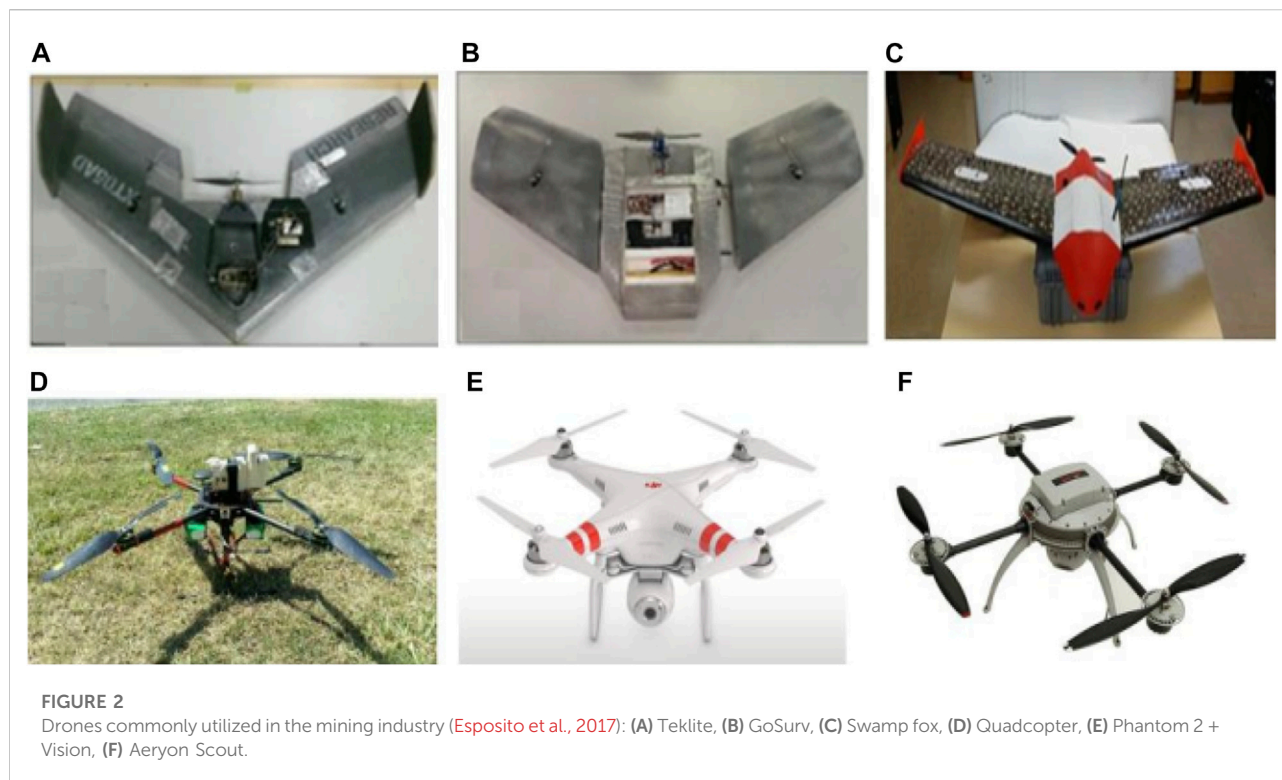 A
B
C
RESEARCH
D
E
F
FIGURE 2
Drones commonly utilized in the mining industry (Esposito et al., 2017): (A) Teklite, (B) GoSurv, (C) Swamp fox, (D) Quadcopter, (E) Phantom 2 +
Vision, (F) Aeryon Scout.